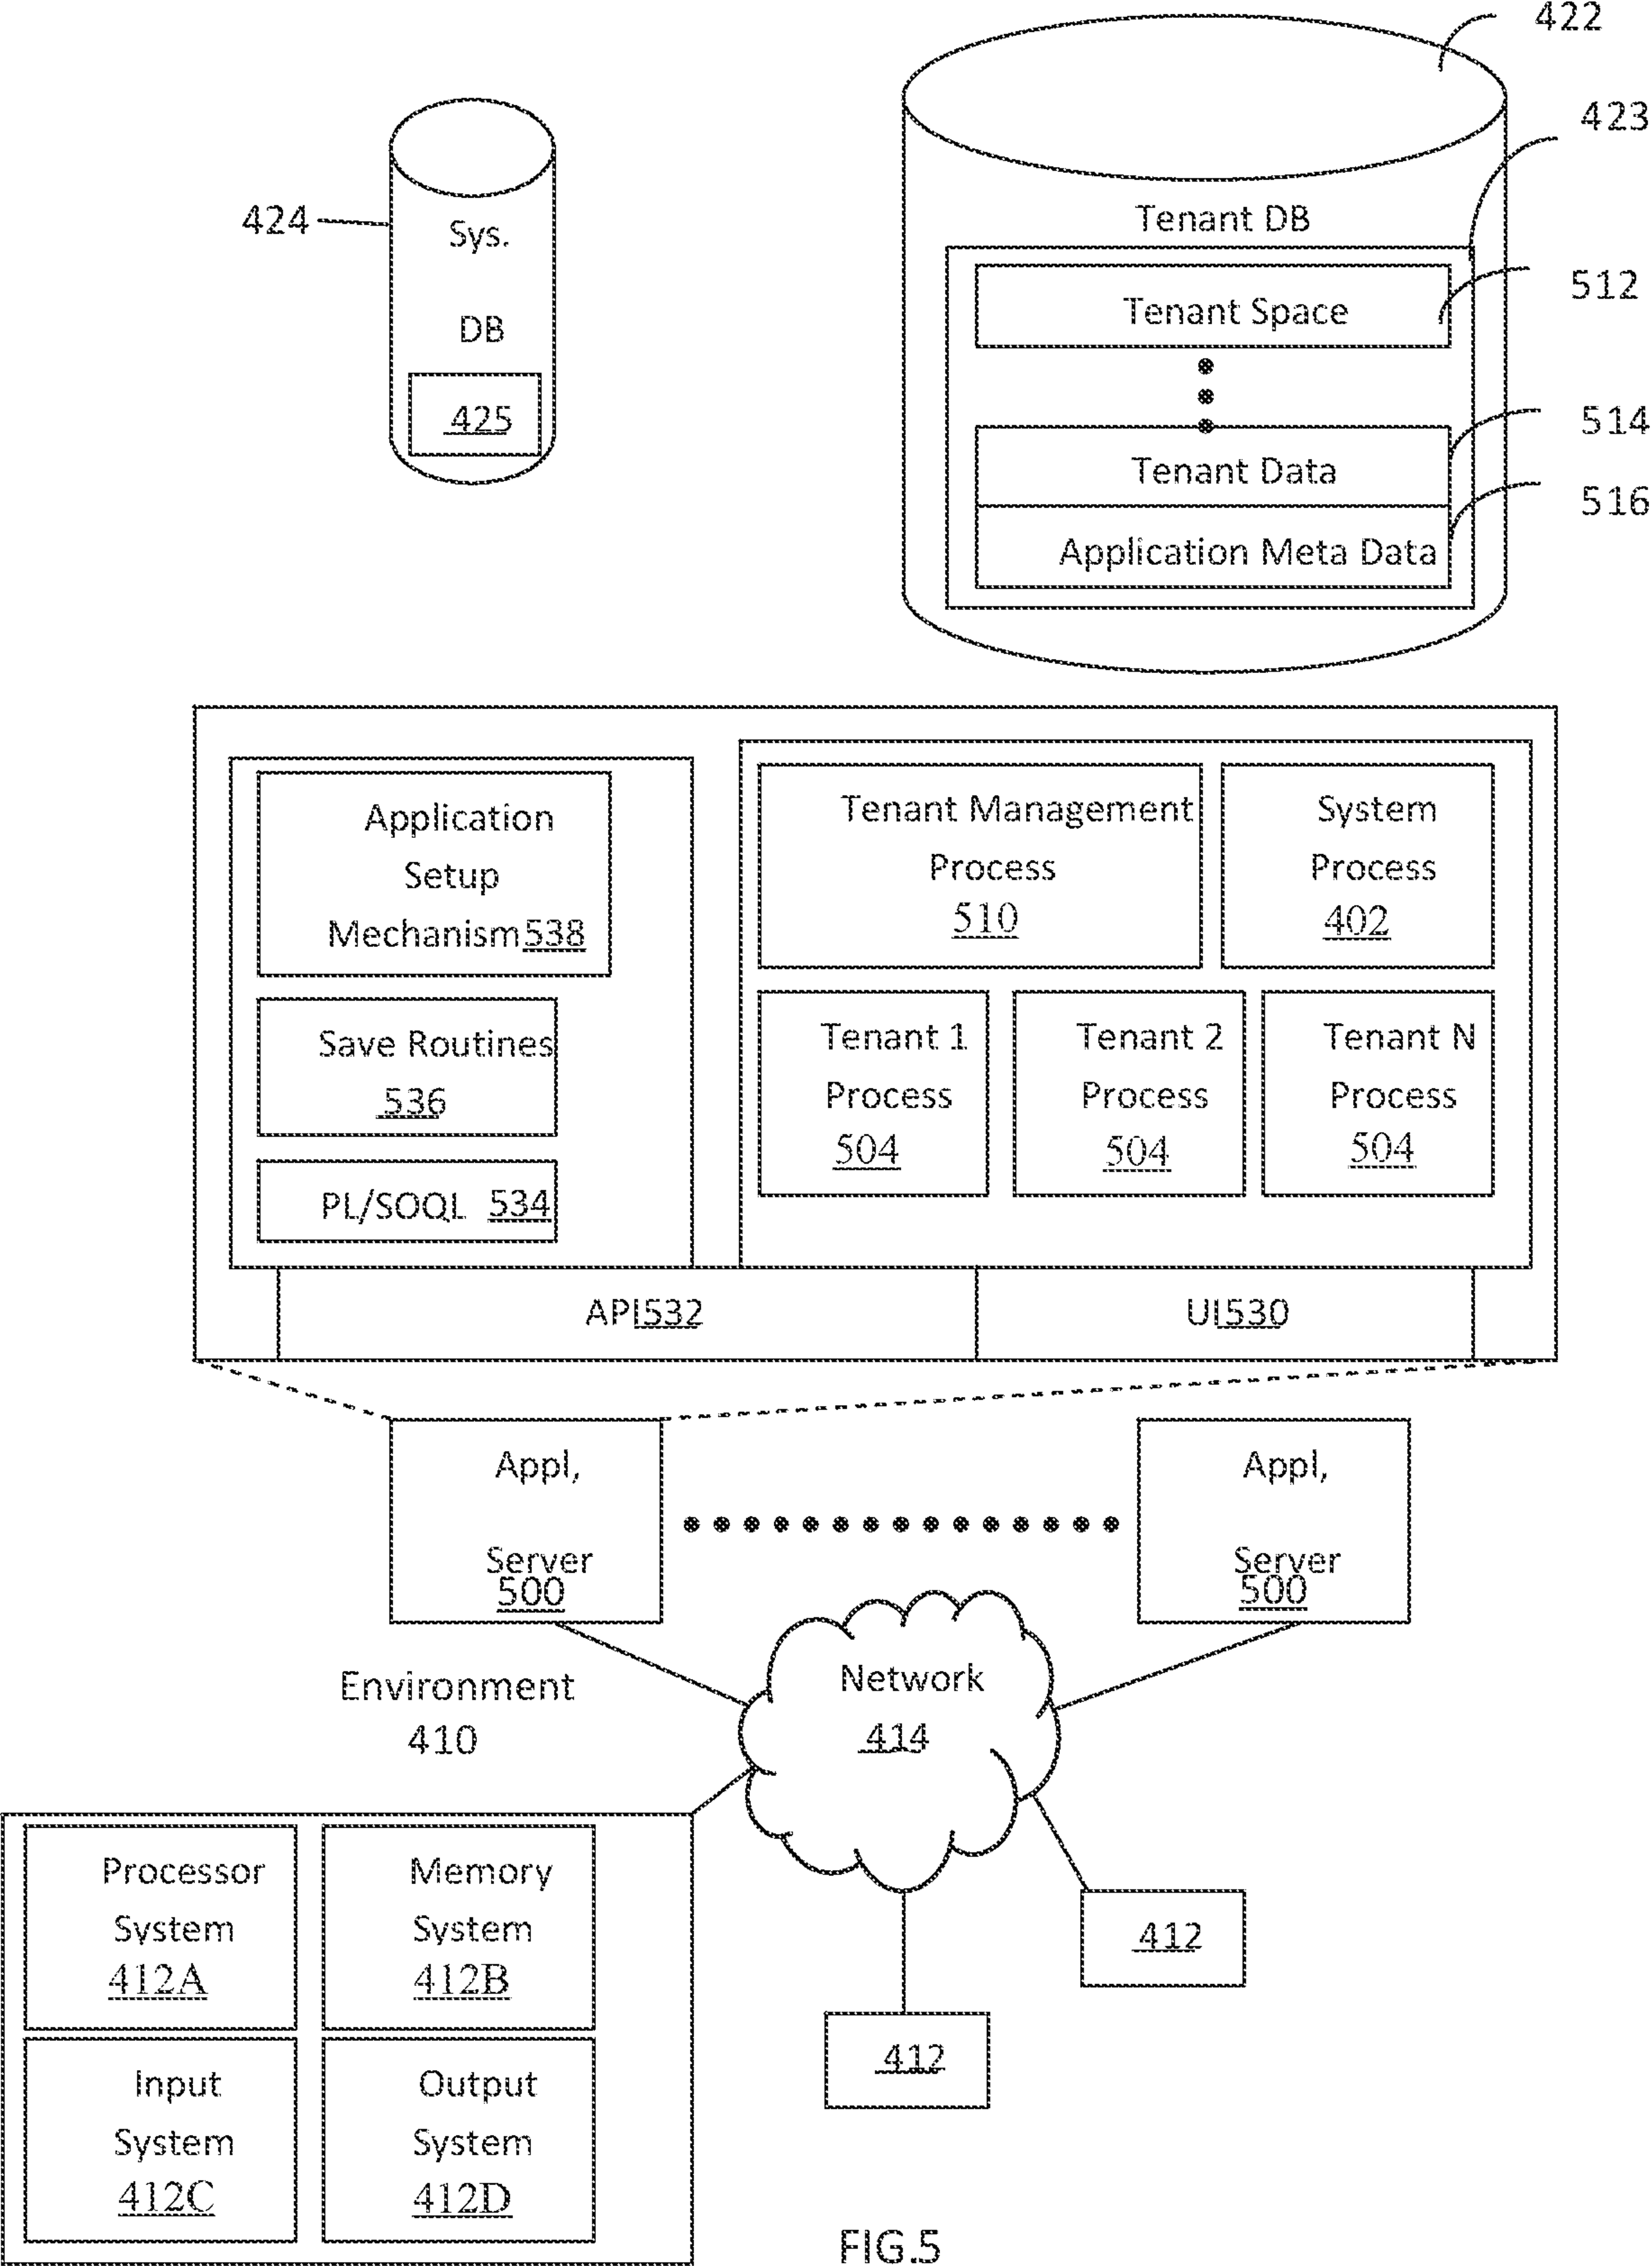 422
423
424
Sys.
DB
425
Tenant DB
Tenant Space
512
514
Tenant Data
516
Application Meta Data
Application
Setup
Mechanism538
Save Routines
536
PL/SOQL 534
Tenant Management
Process
510
System
Process
402
Tenant 1
Process
504
Tenant 2
Process
504
Tenant N
Process
504
API532
UI530
Appl,
Server
500
Appl,
Server
500
Environment
410
Network
414
Processor
System
412A
Memory
System
412B
Input
System
412C
Output
System
412D
412
412
FIG.5